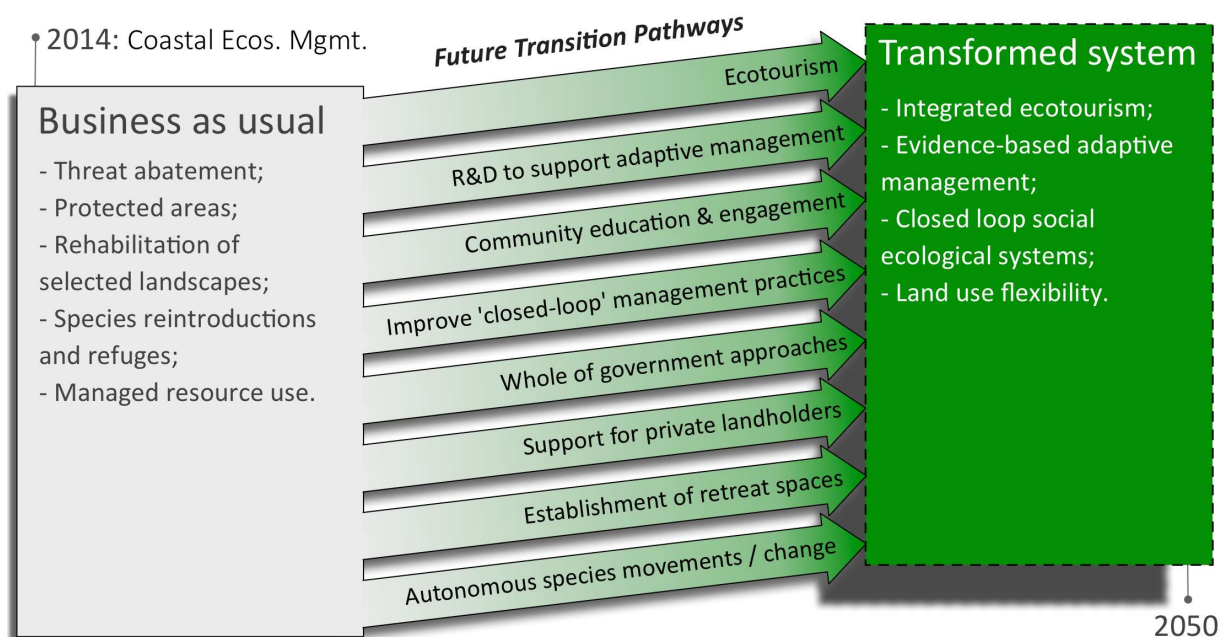 2014: Coastal Ecos. Mgmt.
Business as usual
- Threat abatement;
- Protected areas;
- Rehabilitation of
selected landscapes;
- Species reintroductions
and refuges;
- Managed resource use.
Future Transition Pathways
Ecotourism
R&D to support adaptive management
Community education & engagement
Improve 'closed-loop' management practices
Whole of government approaches
Support for private landholders
Establishment of retreat spaces
Autonomous species movements / change
Transformed system
- Integrated ecotourism;
- Evidence-based adaptive
management;
- Closed loop social
ecological systems;
- Land use flexibility.
2050